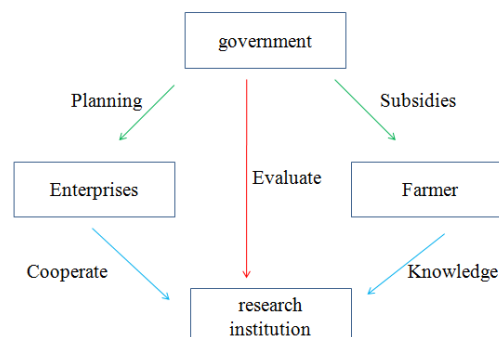 government
Planning
Subsidies
Enterprises
Evaluate
Farmer
Cooperate
Knowledge
research
institution